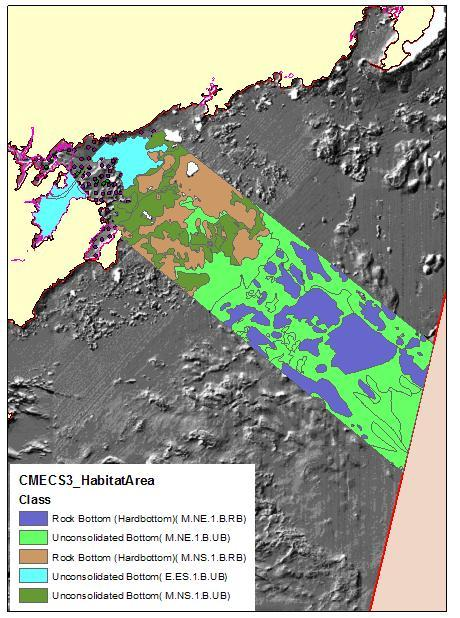 CMECS3_HabitatArea
Class
Rock Bottom (Hardbottom)( M.NE.1.B.RB)
Unconsolidated Bottom( M.NE.1.B.UB)
Rock Bottom (Hardbottom)( M.NS.1.B.RB)
Unconsolidated Bottom( E.ES.1.B.UB)
Unconsolidated Bottom( M.NS.1.B.UB)